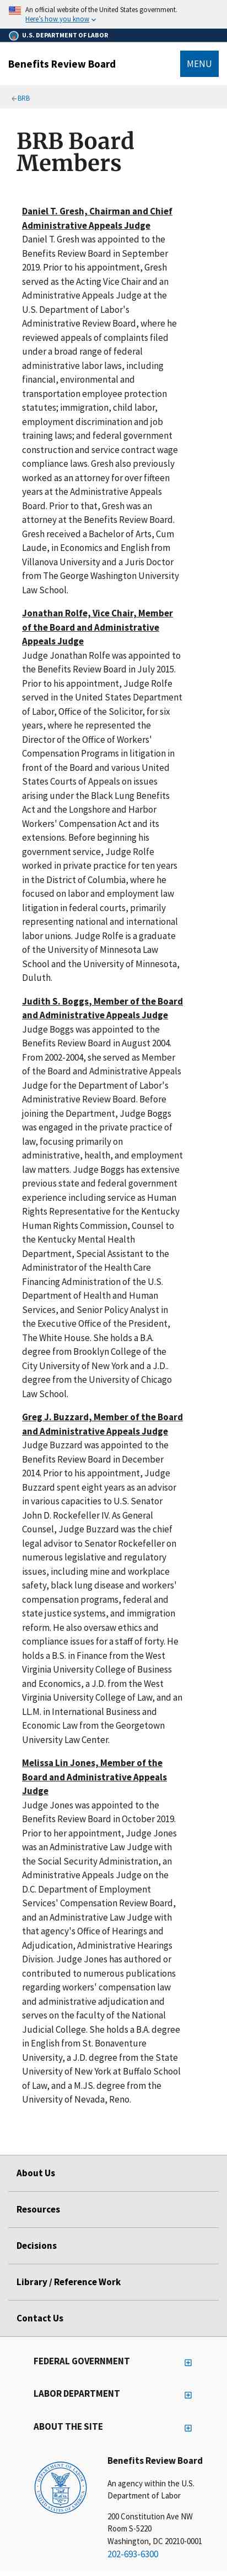 An official website of the United States government.
Here's how you know
U.S. DEPARTMENT OF LABOR
Benefits Review Board
MENU
BRB
BRB Board
Members
Daniel T. Gresh, Chairman and Chief
Administrative Appeals Judge
Daniel T. Gresh was appointed to the
Benefits Review Board in September
2019. Prior to his appointment, Gresh
served as the Acting Vice Chair and an
Administrative Appeals Judge at the
U.S. Department of Labor's
Administrative Review Board, where he
reviewed appeals of complaints filed
under a broad range of federal
administrative labor laws, including
financial, environmental and
transportation employee protection
statutes; immigration, child labor,
employment discrimination and job
training laws; and federal government
construction and service contract wage
compliance laws. Gresh also previously
worked as an attorney for over fifteen
years at the Administrative Appeals
Board. Prior to that, Gresh was an
attorney at the Benefits Review Board.
Gresh received a Bachelor of Arts, Cum
Laude, in Economics and English from
Villanova University and a Juris Doctor
from The George Washington University
Law School.
Jonathan Rolfe, Vice Chair, Member
of the Board and Administrative
Appeals Judge
Judge Jonathan Rolfe was appointed to
the Benefits Review Board in July 2015.
Prior to his appointment, Judge Rolfe
served in the United States Department
of Labor, Office of the Solicitor, for six
years, where he represented the
Director of the Office of Workers'
Compensation Programs in litigation in
front of the Board and various United
States Courts of Appeals on issues
arising under the Black Lung Benefits
Act and the Longshore and Harbor
Workers' Compensation Act and its
extensions. Before beginning his
government service, Judge Rolfe
worked in private practice for ten years
in the District of Columbia, where he
focused on labor and employment law
litigation in federal courts, primarily
representing national and international
labor unions. Judge Rolfe is a graduate
of the University of Minnesota Law
School and the University of Minnesota,
Duluth.
Judith S. Boggs, Member of the Board
and Administrative Appeals Judge
Judge Boggs was appointed to the
Benefits Review Board in August 2004.
From 2002-2004, she served as Member
of the Board and Administrative Appeals
Judge for the Department of Labor's
Administrative Review Board. Before
joining the Department, Judge Boggs
was engaged in the private practice of
law, focusing primarily on
administrative, health, and employment
law matters. Judge Boggs has extensive
previous state and federal government
experience including service as Human
Rights Representative for the Kentucky
Human Rights Commission, Counsel to
the Kentucky Mental Health
Department, Special Assistant to the
Administrator of the Health Care
Financing Administration of the U.S.
Department of Health and Human
Services, and Senior Policy Analyst in
the Executive Office of the President,
The White House. She holds a B.A.
degree from Brooklyn College of the
City University of New York and a J.D..
degree from the University of Chicago
Law School.
Greg J. Buzzard, Member of the Board
and Administrative Appeals Judge
Judge Buzzard was appointed to the
Benefits Review Board in December
2014. Prior to his appointment, Judge
Buzzard spent eight years as an advisor
in various capacities to U.S. Senator
John D. Rockefeller IV. As General
Counsel, Judge Buzzard was the chief
legal advisor to Senator Rockefeller on
numerous legislative and regulatory
issues, including mine and workplace
safety, black lung disease and workers'
compensation programs, federal and
state justice systems, and immigration
reform. He also oversaw ethics and
compliance issues for a staff of forty. He
holds a B.S. in Finance from the West
Virginia University College of Business
and Economics, a J.D. from the West
Virginia University College of Law, and an
LL.M. in International Business and
Economic Law from the Georgetown
University Law Center.
Melissa Lin Jones, Member of the
Board and Administrative Appeals
Judge
Judge Jones was appointed to the
Benefits Review Board in October 2019.
Prior to her appointment, Judge Jones
was an Administrative Law Judge with
the Social Security Administration, an
Administrative Appeals Judge on the
D.C. Department of Employment
Services' Compensation Review Board,
and an Administrative Law Judge with
that agency's Office of Hearings and
Adjudication, Administrative Hearings
Division. Judge Jones has authored or
contributed to numerous publications
regarding workers' compensation law
and administrative adjudication and
serves on the faculty of the National
Judicial College. She holds a B.A. degree
in English from St. Bonaventure
University, a J.D. degree from the State
University of New York at Buffalo School
of Law, and a M.JS. degree from the
University of Nevada, Reno.
About Us
Resources
Decisions
Library / Reference Work
Contact Us
FEDERAL GOVERNMENT
LABOR DEPARTMENT
ABOUT THE SITE
Benefits Review Board
An agency within the U.S.
Department of Labor
200 Constitution Ave NW
Room S-5220
Washington, DC 20210-0001
202-693-6300